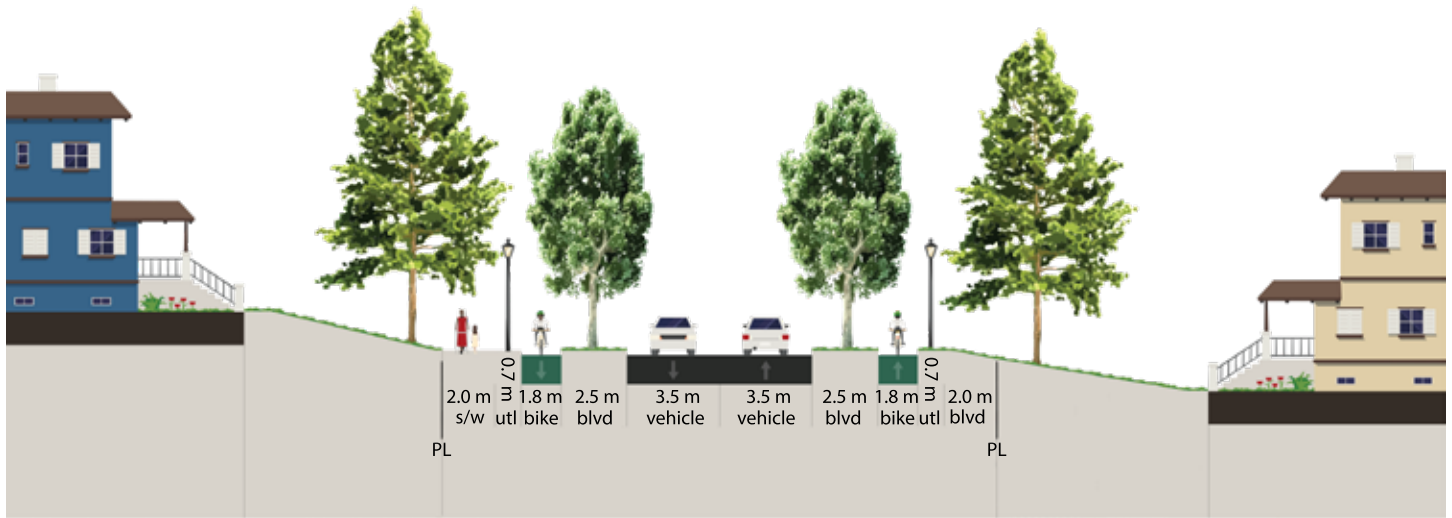 2.0 m
s/w
0.7 m
utl
1.8 m
bike
2.5 m
blvd
3.5 m
vehicle
3.5 m
vehicle
2.5 m
blvd
1.8 m
bike
0.7 m
utl
2.0 m
blvd
PL
PL